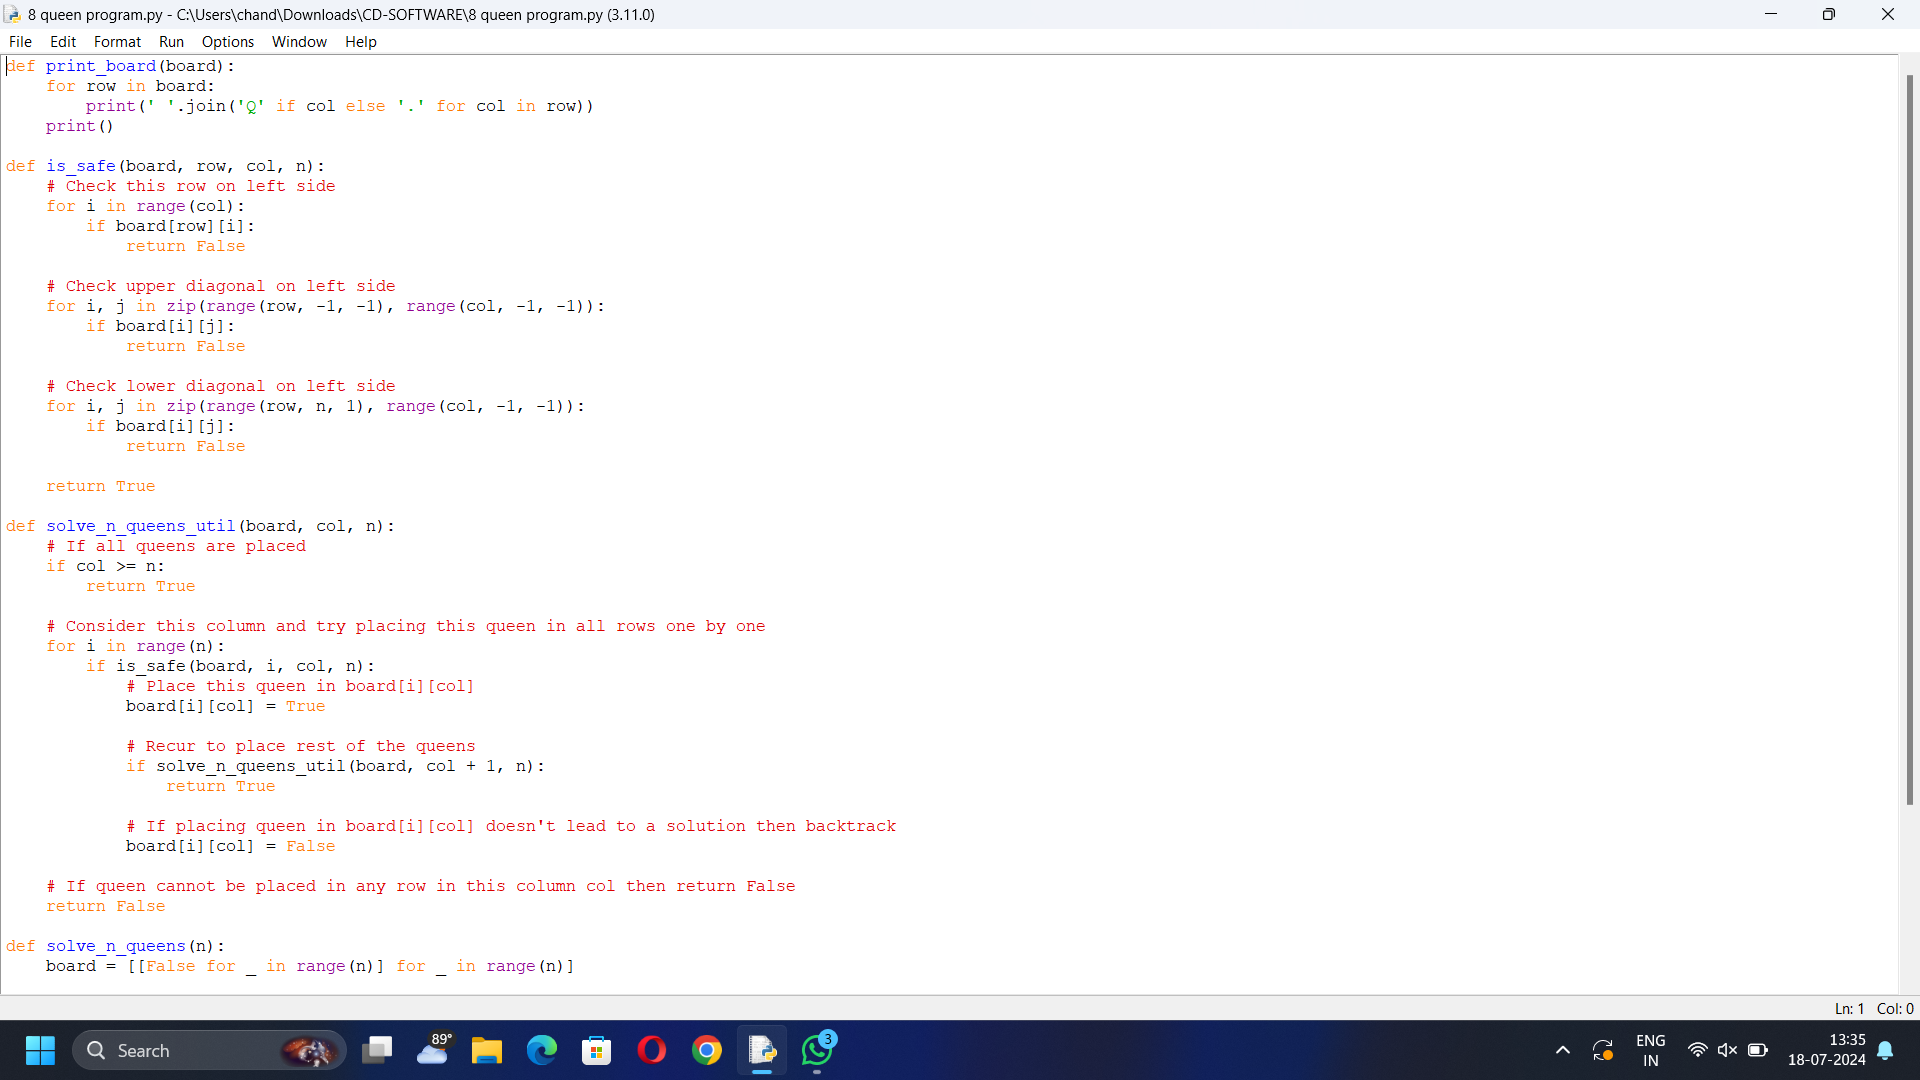 8 queen program.py - C:\Users\chand\Downloads\CD-SOFTWARE\8 queen program.py (3.11.0)
File Edit Format Run Options Window Help
def print_board(board):
    for row in board:
        print(' '.join('Q' if col else '.' for col in row))
    print()

def is_safe(board, row, col, n):
    # Check this row on left side
    for i in range(col):
        if board[row][i]:
            return False

    # Check upper diagonal on left side
    for i, j in zip(range(row, -1, -1), range(col, -1, -1)):
        if board[i][j]:
            return False

    # Check lower diagonal on left side
    for i, j in zip(range(row, n, 1), range(col, -1, -1)):
        if board[i][j]:
            return False

    return True

def solve_n_queens_util(board, col, n):
    # If all queens are placed
    if col >= n:
        return True

    # Consider this column and try placing this queen in all rows one by one
    for i in range(n):
        if is_safe(board, i, col, n):
            # Place this queen in board[i][col]
            board[i][col] = True

            # Recur to place rest of the queens
            if solve_n_queens_util(board, col + 1, n):
                return True

            # If placing queen in board[i][col] doesn't lead to a solution then backtrack
            board[i][col] = False

    # If queen cannot be placed in any row in this column col then return False
    return False

def solve_n_queens(n):
    board = [[False for _ in range(n)] for _ in range(n)]
Ln: 1 Col: 0
Search
89°
3
ENG
IN
13:35
18-07-2024